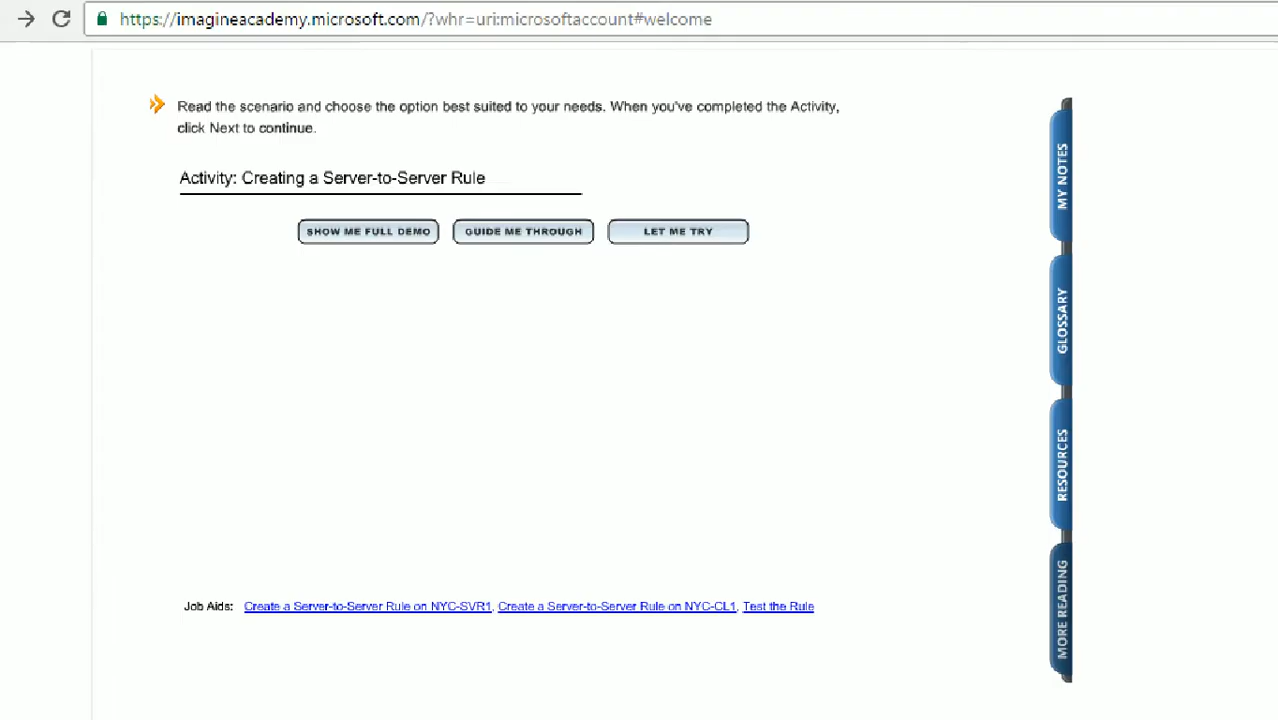 https://imagineacademy.microsoft.com/?whr=uri:microsoftaccount#welcome
Read the scenario and choose the option best suited to your needs. When you've completed the Activity,
click Next to continue.
Activity: Creating a Server-to-Server Rule
SHOW ME FULL DEMO
GUIDE ME THROUGH
LET ME TRY
MY NOTES
GLOSSARY
RESOURCES
MORE READING
Job Aids: Create a Server-to-Server Rule on NYC-SVR1, Create a Server-to-Server Rule on NYC-CL1, Test the Rule